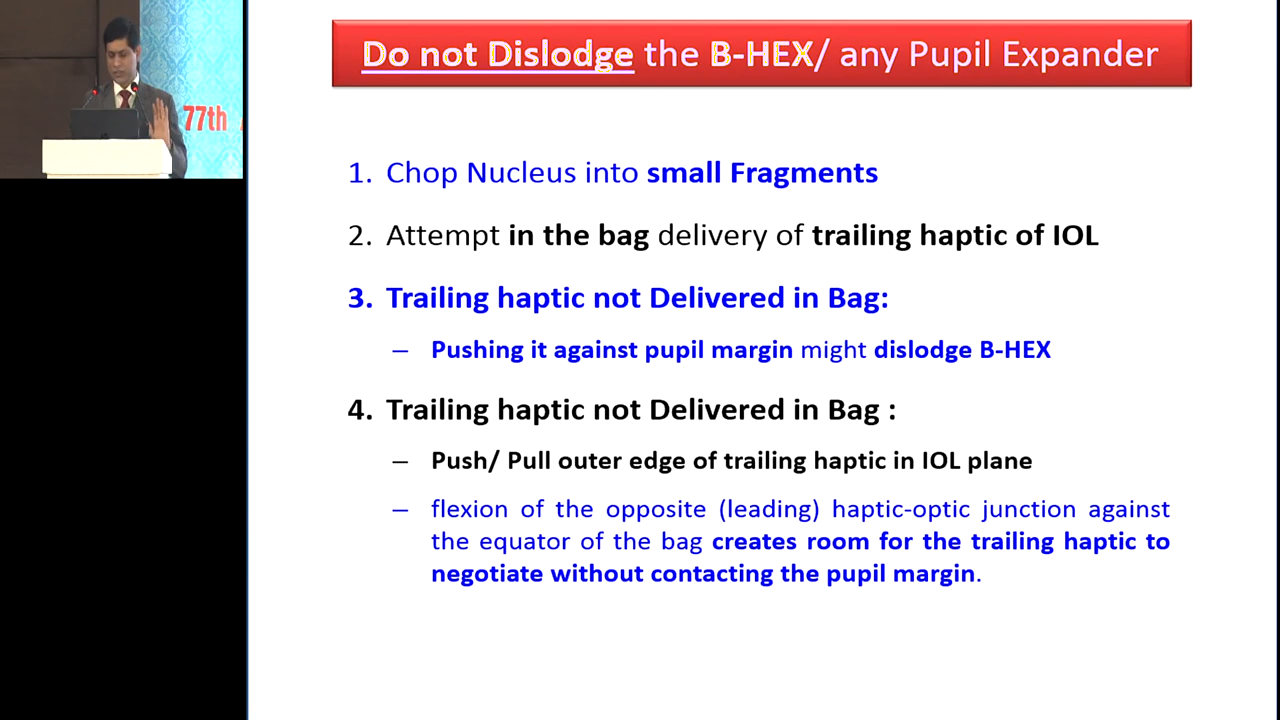 Do not Dislodge the B-HEX/ any Pupil Expander
77th
1. Chop Nucleus into small Fragments
2. Attempt in the bag delivery of trailing haptic of IOL
3. Trailing haptic not Delivered in Bag:
– Pushing it against pupil margin might dislodge B-HEX
4. Trailing haptic not Delivered in Bag :
– Push/ Pull outer edge of trailing haptic in IOL plane
– flexion of the opposite (leading) haptic-optic junction against
the equator of the bag creates room for the trailing haptic to
negotiate without contacting the pupil margin.